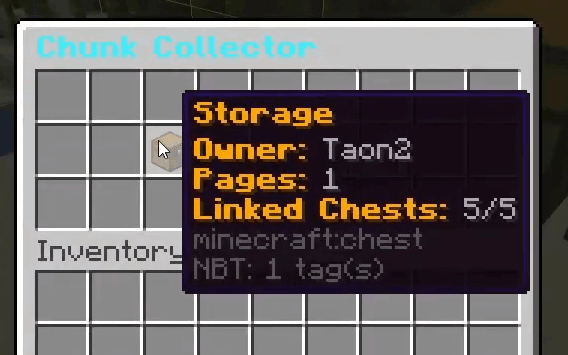 Chunk Collector
Storage
Owner: Taon2
Pages: 1
Linked Chests: 5/5
minecraft:chest
NBT: 1 tag(s)
Inventory